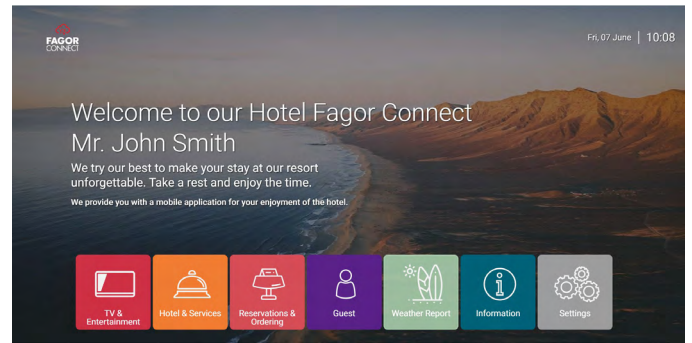 FAGOR
CONNECT
Fri, 07 June | 10:08
Welcome to our Hotel Fagor Connect
Mr. John Smith
We try our best to make your stay at our resort
unforgettable. Take a rest and enjoy the time.
We provide you with a mobile application for your enjoyment of the hotel.
TV &
Entertainment
Hotel & Services
Reservations &
Ordering
Guest
Weather Report
Information
Settings